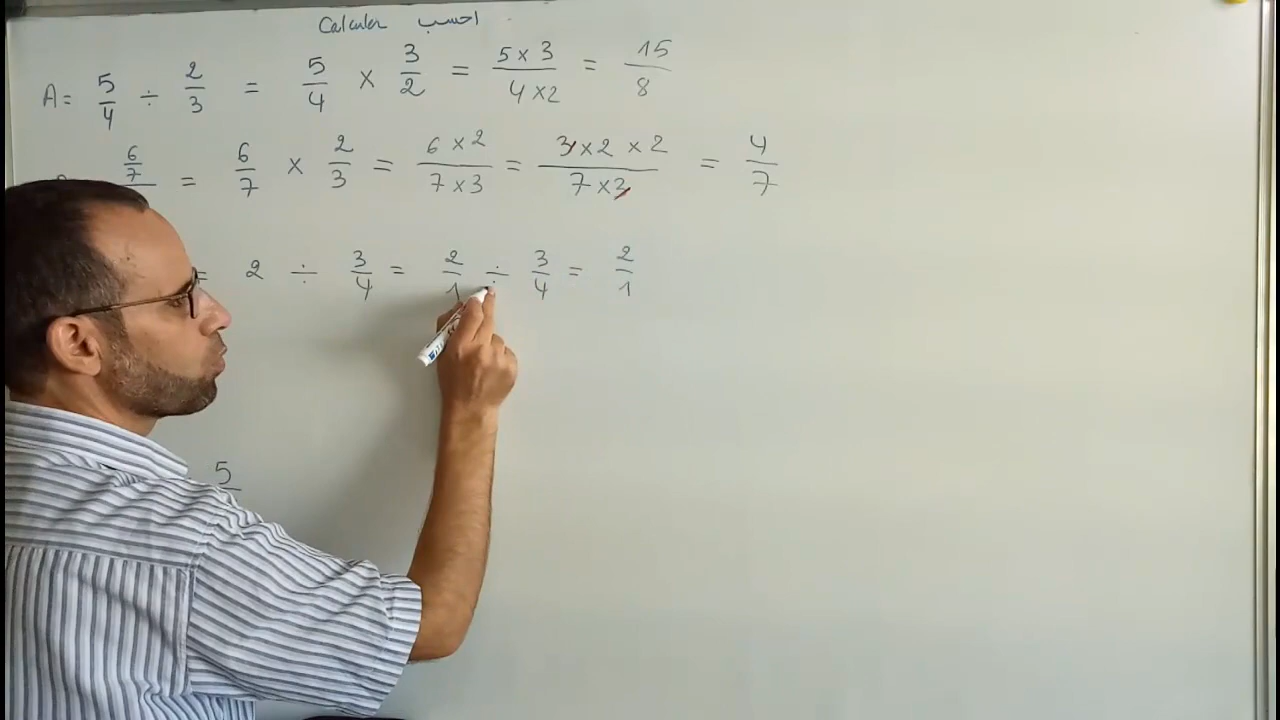 Calculer احسب
A = 5/4 ÷ 2/3 = 5/4 × 3/2 = 5 × 3 / 4 × 2 = 15/8
6/7 = 6/7 × 2/3 = 6 × 2 / 7 × 3 = 3 × 2 × 2 / 7 × 3 = 4/7
= 2 ÷ 3/4 = 2/1 ÷ 3/4 = 2/1
5